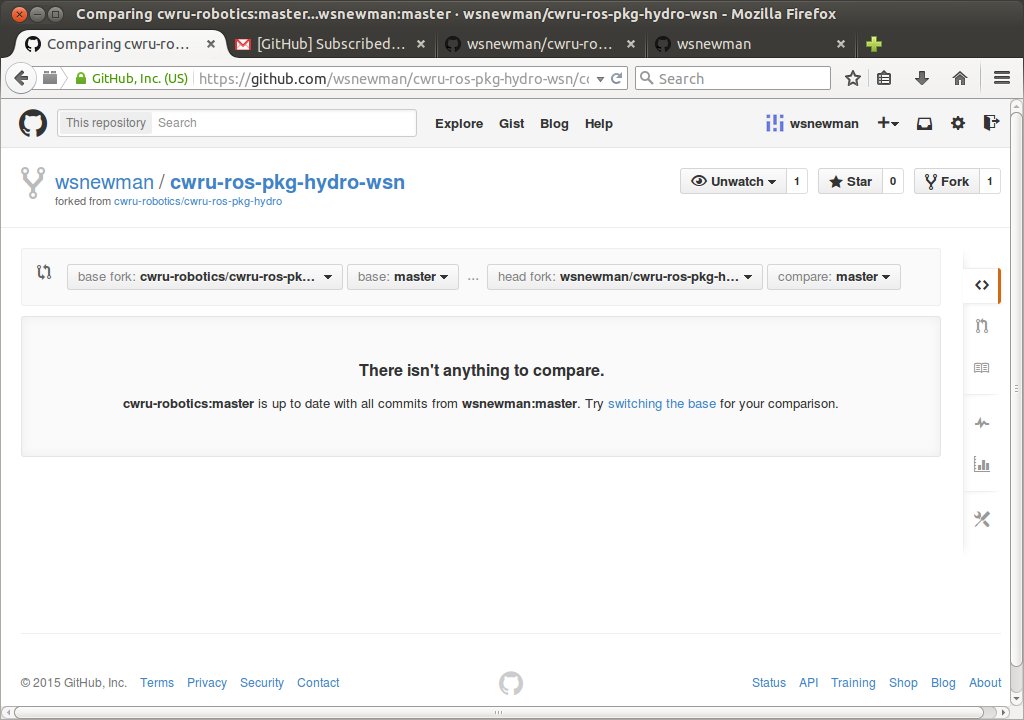 Comparing cwru-robotics:master...wsnewman:master · wsnewman/cwru-ros-pkg-hydro-wsn - Mozilla Firefox
Comparing cwru-ro... × [GitHub] Subscribed... × wsnewman/cwru-ro... × wsnewman ×
GitHub, Inc. (US) https://github.com/wsnewman/cwru-ros-pkg-hydro-wsn/co Search
This repository Search Explore Gist Blog Help wsnewman
wsnewman / cwru-ros-pkg-hydro-wsn Unwatch 1 Star 0 Fork 1
forked from cwru-robotics/cwru-ros-pkg-hydro
base fork: cwru-robotics/cwru-ros-pk... base: master ... head fork: wsnewman/cwru-ros-pkg-h... compare: master
There isn't anything to compare.
cwru-robotics:master is up to date with all commits from wsnewman:master. Try switching the base for your comparison.
© 2015 GitHub, Inc. Terms Privacy Security Contact Status API Training Shop Blog About